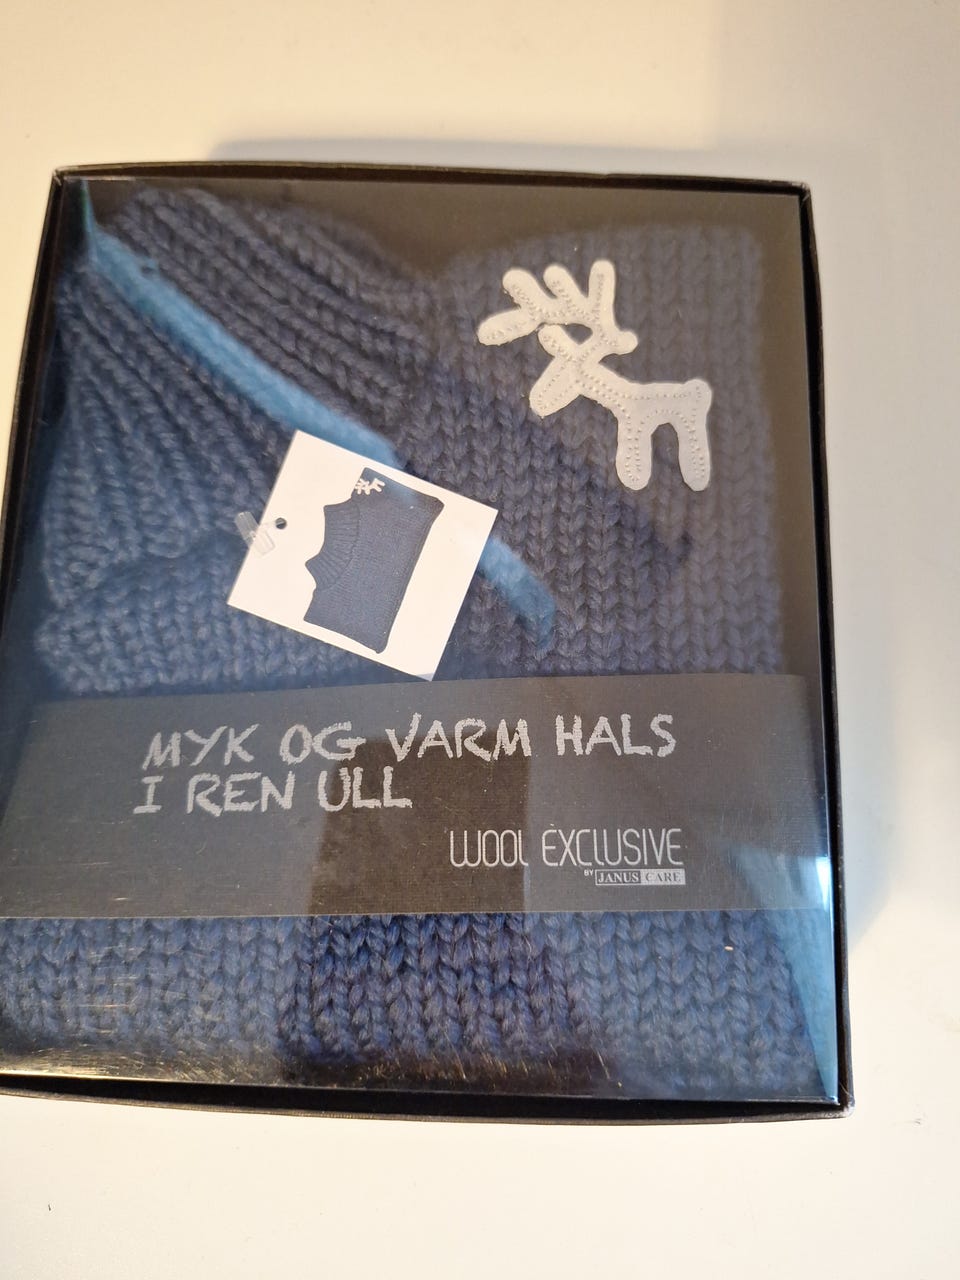 MYK OG VARM HALS
I REN ULL
WOOL EXCLUSIVE
BY JANUS CARE